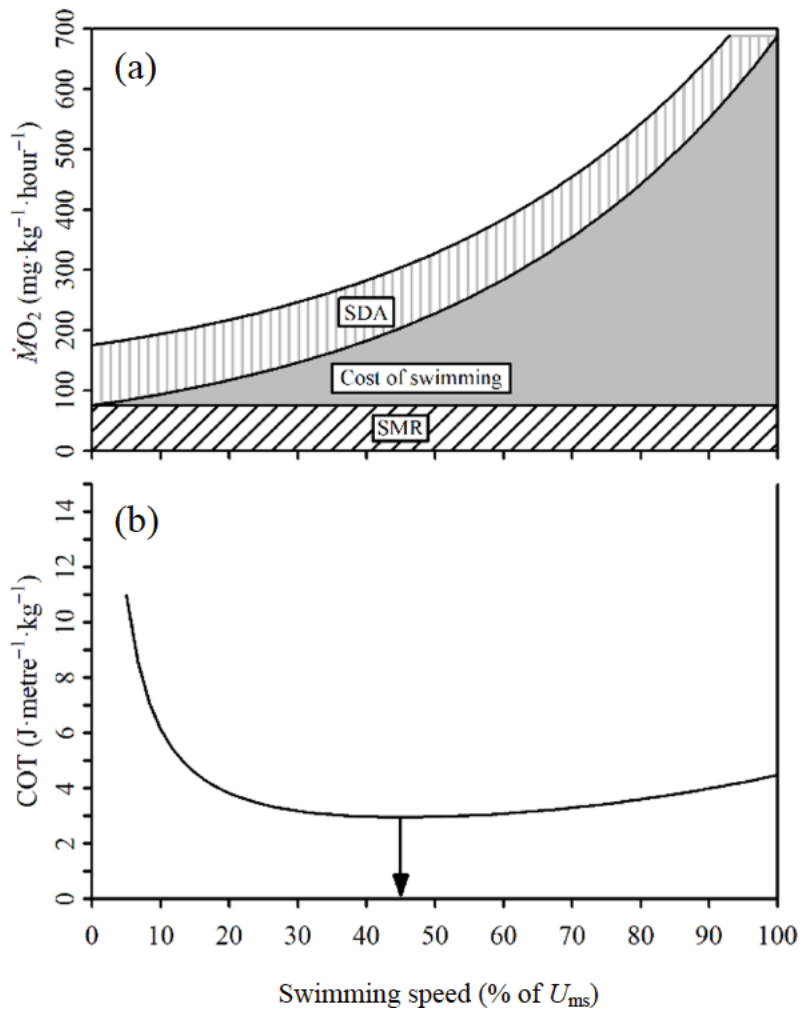 (a)
700
600
500
400
300
200
100
0
ṀO₂ (mg·kg⁻¹·hour⁻¹)
SDA
Cost of swimming
SMR
(b)
14
12
10
8
6
4
2
0
COT (J·metre⁻¹·kg⁻¹)
0 10 20 30 40 50 60 70 80 90 100
Swimming speed (% of Uₘₛ)